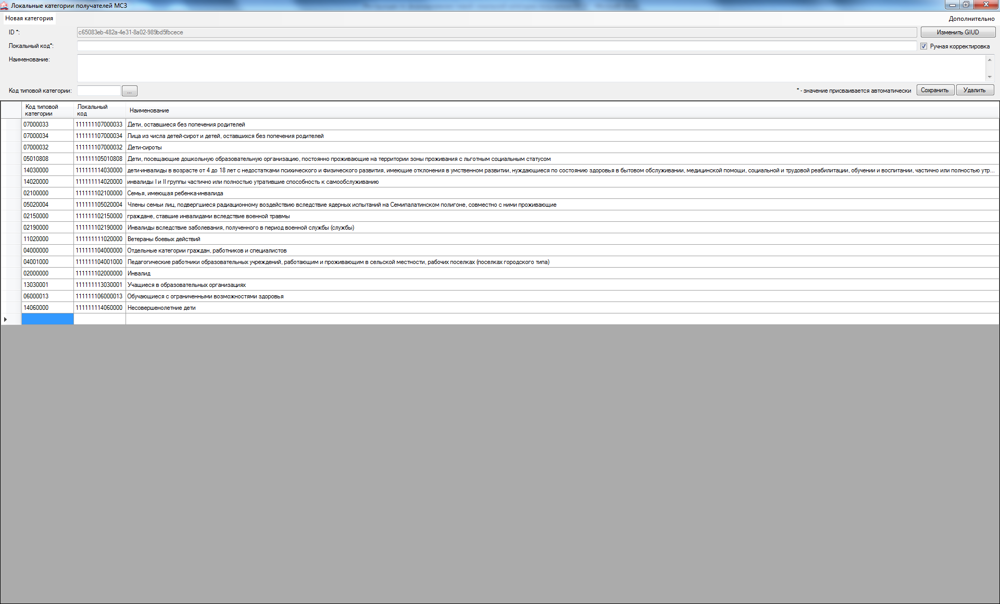 Локальные категории получателей МСЗ
Новая категория
Дополнительно
ID *:
c65083eb-482a-4e31-8a02-989bd5fbcece
Изменить GIUD
Локальный код*:
Ручная корректировка
Наименование:
Код типовой категории:
...
* - значение присваивается автоматически
Сохранить
Удалить
Код типовой категории Локальный код Наименование
07000033 111111107000033 Дети, оставшиеся без попечения родителей
07000034 111111107000034 Лица из числа детей-сирот и детей, оставшихся без попечения родителей
07000032 111111107000032 Дети-сироты
05010808 111111105010808 Дети, посещающие дошкольную образовательную организацию, постоянно проживающие на территории зоны проживания с льготным социальным статусом
14030000 111111114030000 дети-инвалиды в возрасте от 4 до 18 лет с недостатками психического и физического развития, имеющие отклонения в умственном развитии, нуждающиеся по состоянию здоровья в бытовом обслуживании, медицинской помощи, социальной и трудовой реабилитации, обучении и воспитании, частично или полностью утр...
14020000 111111114020000 инвалиды I и II группы частично или полностью утратившие способность к самообслуживанию
02100000 111111102100000 Семья, имеющая ребенка-инвалида
05020004 111111105020004 Члены семьи лиц, подвергшиеся радиационному воздействию вследствие ядерных испытаний на Семипалатинском полигоне, совместно с ними проживающие
02150000 111111102150000 граждане, ставшие инвалидами вследствие военной травмы
02190000 111111102190000 Инвалиды вследствие заболевания, полученного в период военной службы (службы)
11020000 111111111020000 Ветераны боевых действий
04000000 111111104000000 Отдельные категории граждан, работников и специалистов
04001000 111111104001000 Педагогические работники образовательных учреждений, работающим и проживающим в сельской местности, рабочих поселках (поселках городского типа)
02000000 111111102000000 Инвалид
13030001 111111113030001 Учащиеся в образовательных организациях
06000013 111111106000013 Обучающиеся с ограниченными возможностями здоровья
14060000 111111114060000 Несовершенолетние дети